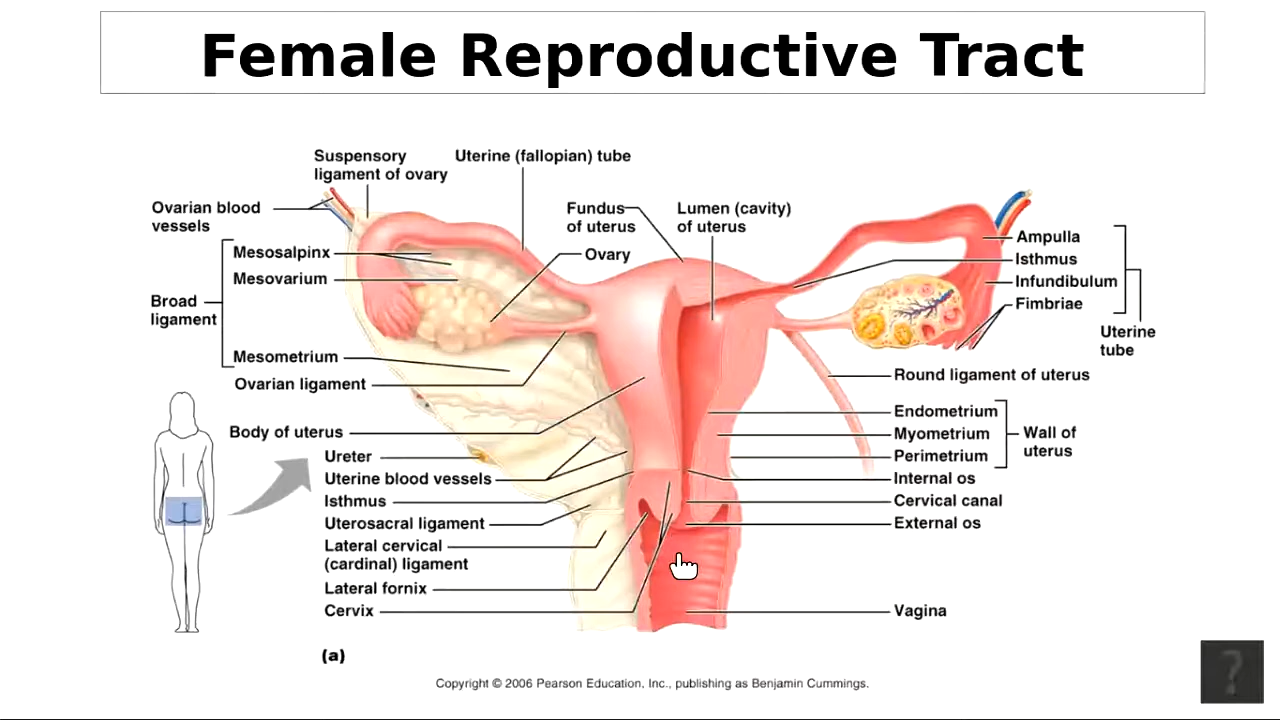 Female Reproductive Tract
Suspensory
ligament of ovary
Uterine (fallopian) tube
Ovarian blood
vessels
Fundus
of uterus
Lumen (cavity)
of uterus
Mesosalpinx
Ovary
Mesovarium
Broad
ligament
Mesometrium
Ovarian ligament
Body of uterus
Ureter
Uterine blood vessels
Isthmus
Uterosacral ligament
Lateral cervical
(cardinal) ligament
Lateral fornix
Cervix
Ampulla
Isthmus
Infundibulum
Fimbriae
Uterine
tube
Round ligament of uterus
Endometrium
Myometrium
Perimetrium
Wall of
uterus
Internal os
Cervical canal
External os
Vagina
(a)
Copyright © 2006 Pearson Education, Inc., publishing as Benjamin Cummings.
?